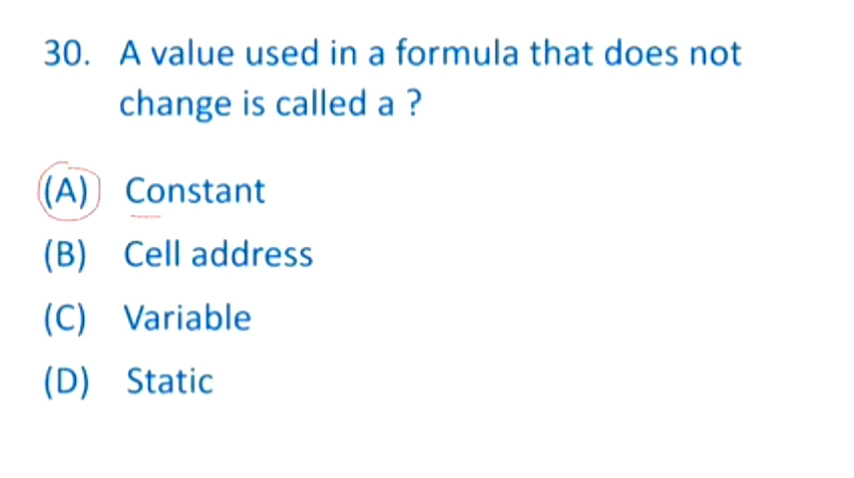 30. A value used in a formula that does not
change is called a ?
(A) Constant
(B) Cell address
(C) Variable
(D) Static